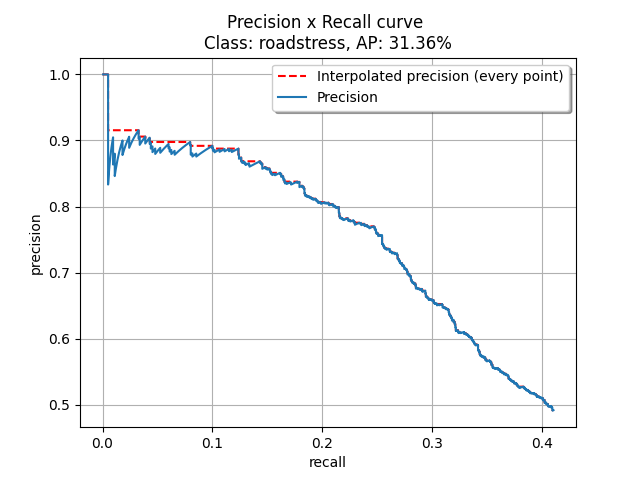 Precision x Recall curve
Class: roadstress, AP: 31.36%
Interpolated precision (every point)
Precision
1.0
0.9
0.8
0.7
0.6
0.5
precision
0.0 0.1 0.2 0.3 0.4
recall